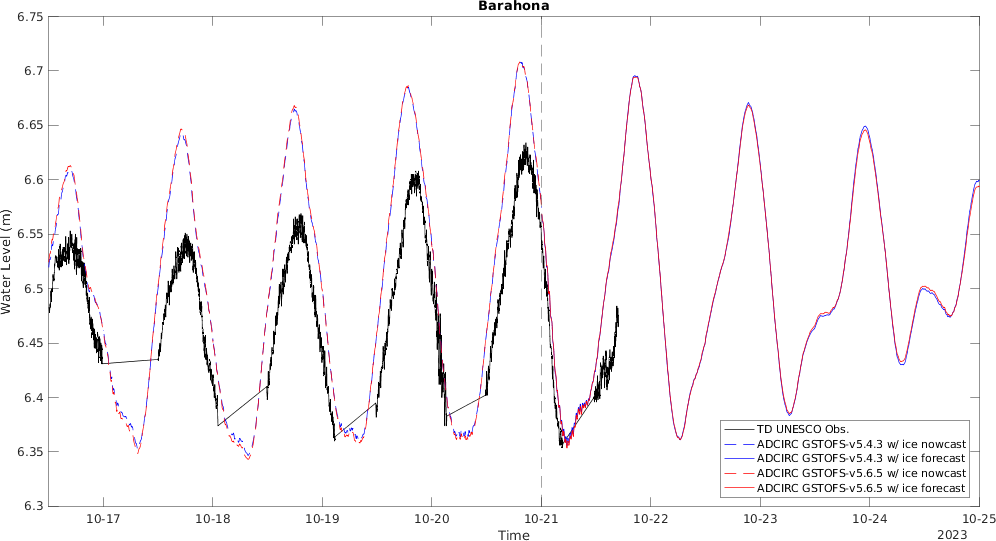 Barahona
6.75
6.7
6.65
6.6
6.55
6.5
6.45
6.4
6.35
6.3
Water Level (m)
TD UNESCO Obs.
ADCIRC GSTOFS-v5.4.3 w/ ice nowcast
ADCIRC GSTOFS-v5.4.3 w/ ice forecast
ADCIRC GSTOFS-v5.6.5 w/ ice nowcast
ADCIRC GSTOFS-v5.6.5 w/ ice forecast
10-17 10-18 10-19 10-20 10-21 10-22 10-23 10-24 10-25
Time
2023